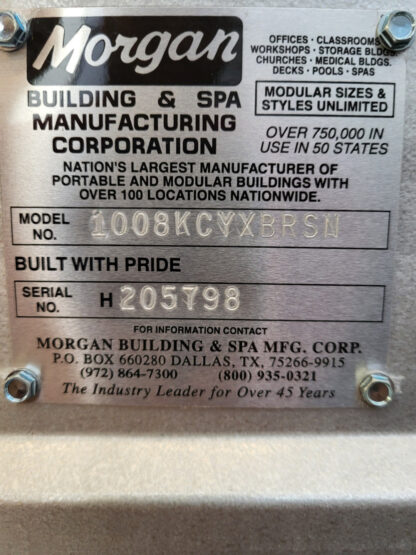 Morgan
OFFICES · CLASSROOMS
WORKSHOPS · STORAGE BLDG.
CHURCHES · MEDICAL BLDGS.
DECKS · POOLS · SPAS
MODULAR SIZES &
STYLES UNLIMITED
BUILDING & SPA
MANUFACTURING
CORPORATION
OVER 750,000 IN
USE IN 50 STATES
NATION'S LARGEST MANUFACTURER OF
PORTABLE AND MODULAR BUILDINGS WITH
OVER 100 LOCATIONS NATIONWIDE.
MODEL
NO. 1008KCYXBRSN
BUILT WITH PRIDE
SERIAL
NO. H 205798
FOR INFORMATION CONTACT
MORGAN BUILDING & SPA MFG. CORP.
P.O. BOX 660280 DALLAS, TX, 75266-9915
(972) 864-7300 (800) 935-0321
The Industry Leader for Over 45 Years